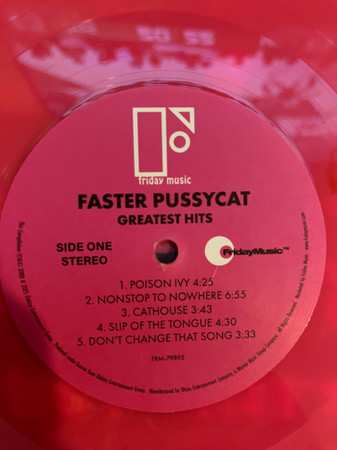 friday music
FASTER PUSSYCAT
GREATEST HITS
SIDE ONE
STEREO
FridayMusic™
1. POISON IVY 4:25
2. NONSTOP TO NOWHERE 6:55
3. CATHOUSE 3:43
4. SLIP OF THE TONGUE 4:30
5. DON'T CHANGE THAT SONG 3:33